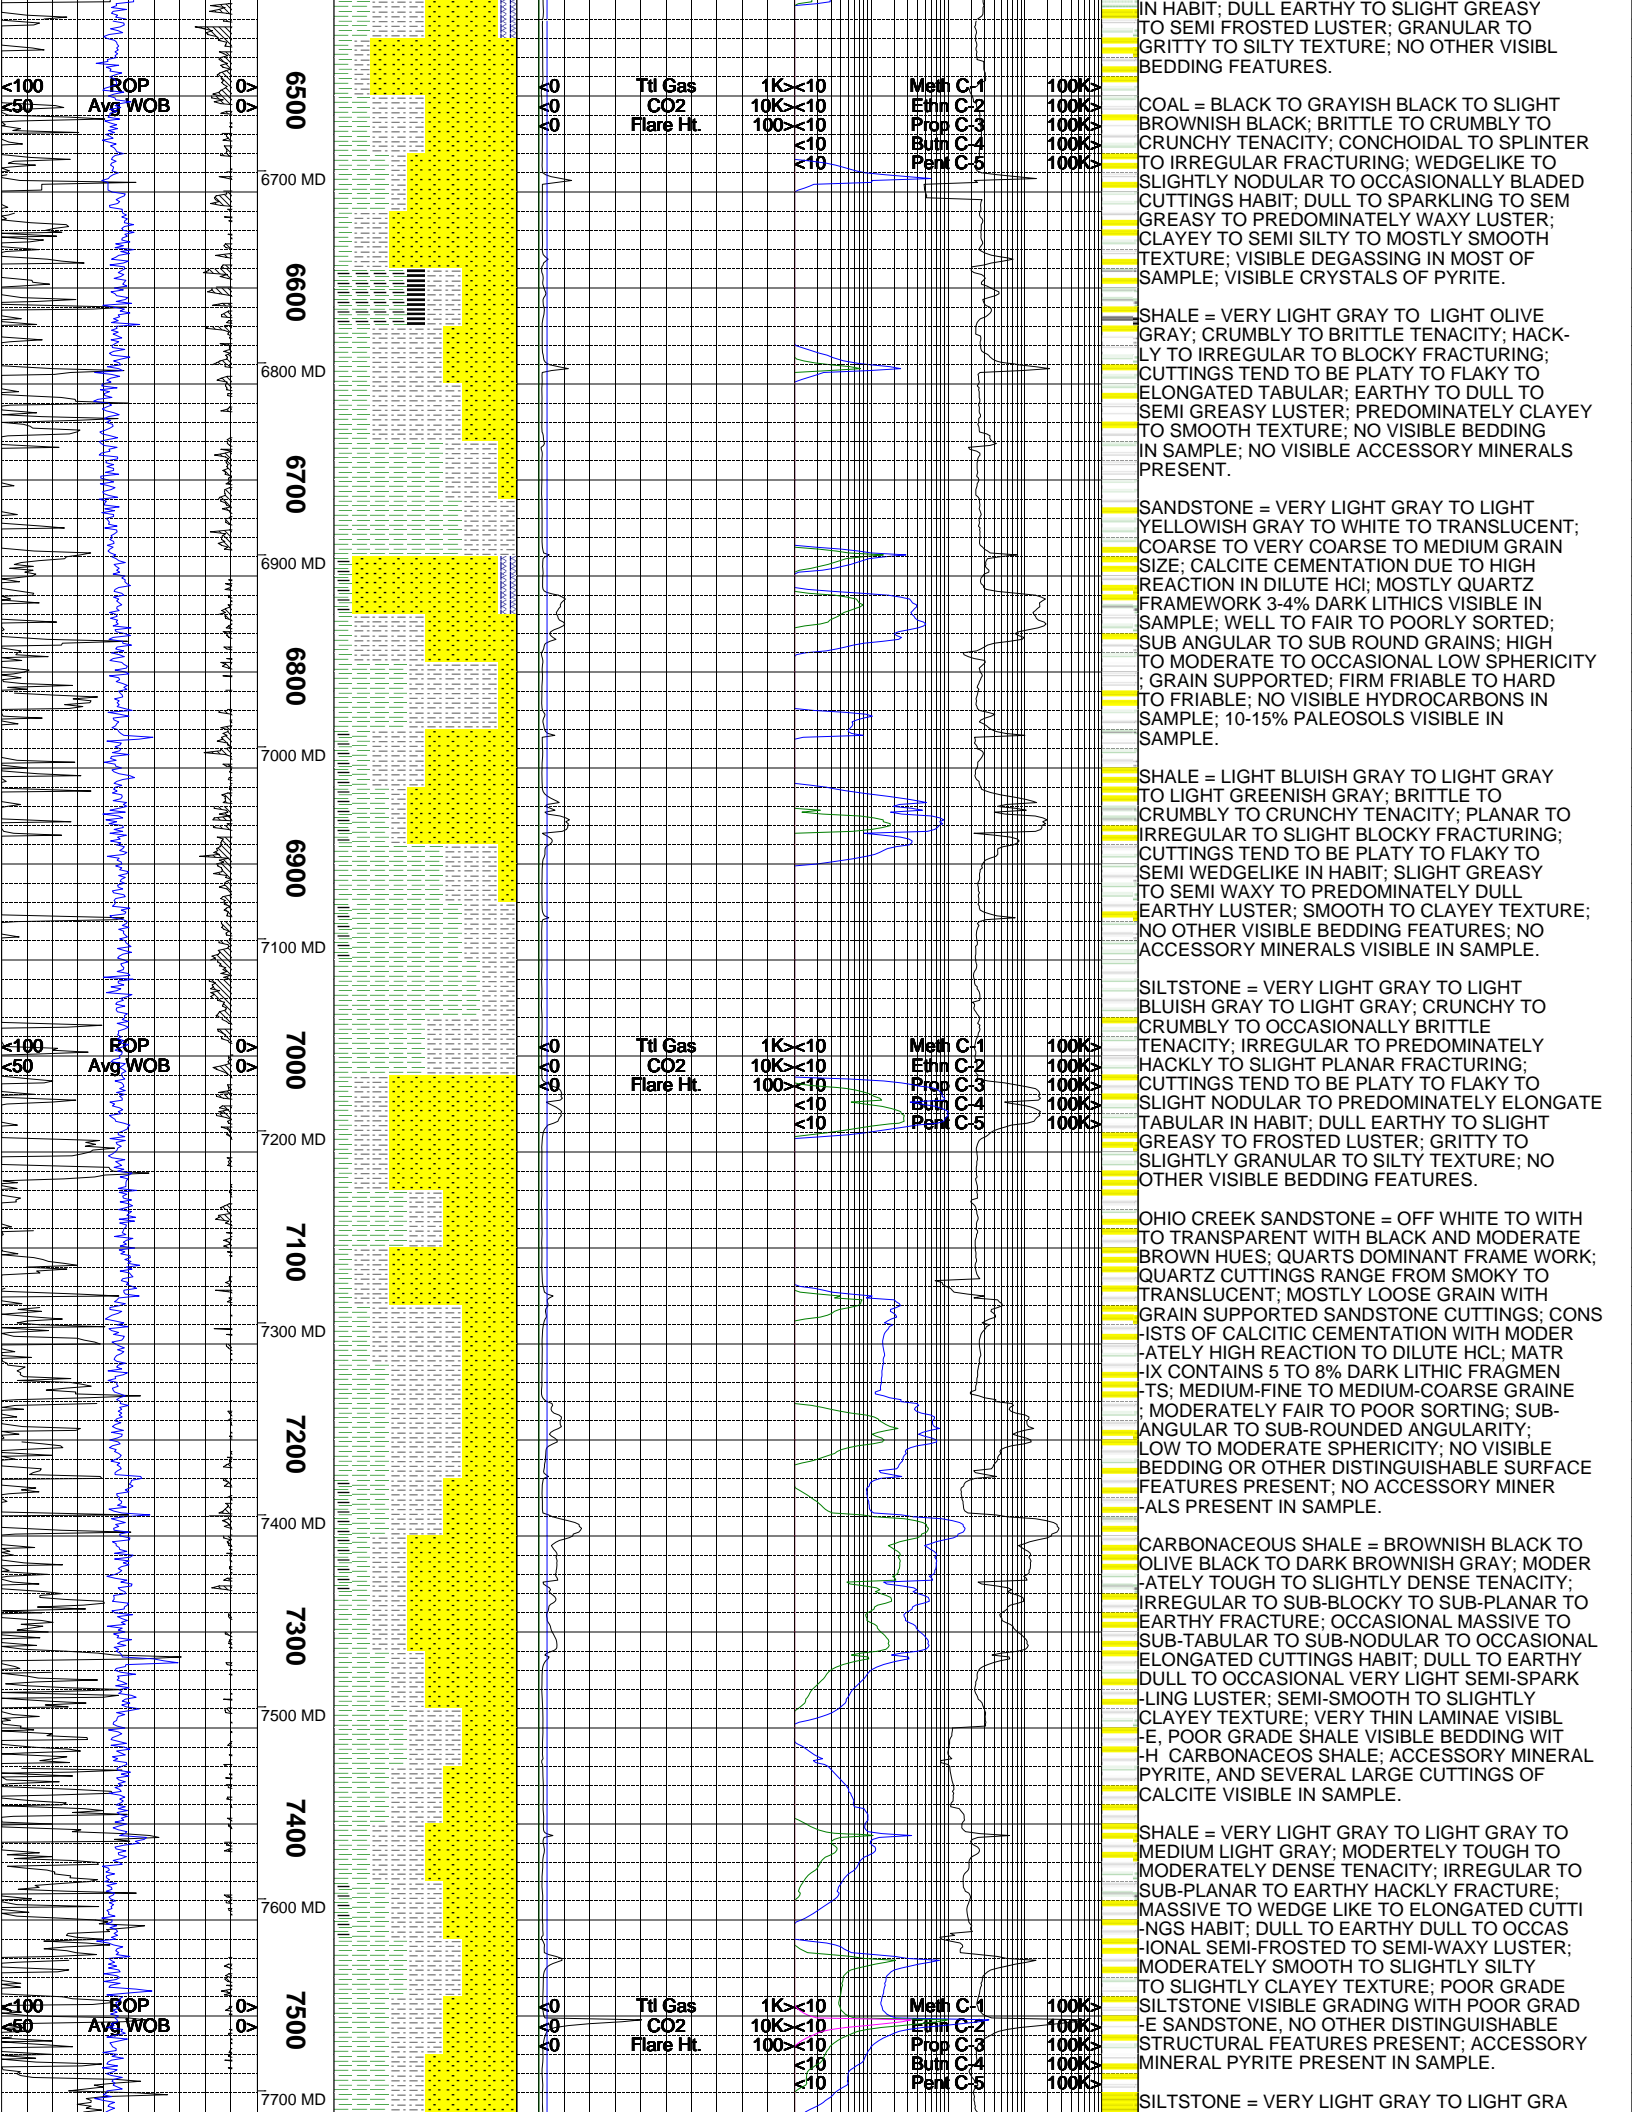 IN HABIT; DULL EARTHY TO SLIGHT GREASY
TO SEMI FROSTED LUSTER; GRANULAR TO
GRITTY TO SILTY TEXTURE; NO OTHER VISIBL
BEDDING FEATURES.
<100 ROP 0>
<50 Avg WOB 0>
6500
<0 Ttl Gas 1K>
<0 CO2 10K>
<0 Flare Ht. 100>
<10 Meth C-1 100K>
<10 Ethn C-2 100K>
<10 Prop C-3 100K>
<10 Butn C-4 100K>
<10 Pent C-5 100K>
COAL = BLACK TO GRAYISH BLACK TO SLIGHT
BROWNISH BLACK; BRITTLE TO CRUMBLY TO
CRUNCHY TENACITY; CONCHOIDAL TO SPLINTER
TO IRREGULAR FRACTURING; WEDGELIKE TO
SLIGHTLY NODULAR TO OCCASIONALLY BLADED
CUTTINGS HABIT; DULL TO SPARKLING TO SEM
GREASY TO PREDOMINATELY WAXY LUSTER;
CLAYEY TO SEMI SILTY TO MOSTLY SMOOTH
TEXTURE; VISIBLE DEGASSING IN MOST OF
SAMPLE; VISIBLE CRYSTALS OF PYRITE.
6700 MD
6600
SHALE = VERY LIGHT GRAY TO  LIGHT OLIVE
GRAY; CRUMBLY TO BRITTLE TENACITY; HACK-
LY TO IRREGULAR TO BLOCKY FRACTURING;
CUTTINGS TEND TO BE PLATY TO FLAKY TO
ELONGATED TABULAR; EARTHY TO DULL TO
SEMI GREASY LUSTER; PREDOMINATELY CLAYEY
TO SMOOTH TEXTURE; NO VISIBLE BEDDING
IN SAMPLE; NO VISIBLE ACCESSORY MINERALS
PRESENT.
6800 MD
6700
SANDSTONE = VERY LIGHT GRAY TO LIGHT
YELLOWISH GRAY TO WHITE TO TRANSLUCENT;
COARSE TO VERY COARSE TO MEDIUM GRAIN
SIZE; CALCITE CEMENTATION DUE TO HIGH
REACTION IN DILUTE HCl; MOSTLY QUARTZ
FRAMEWORK 3-4% DARK LITHICS VISIBLE IN
SAMPLE; WELL TO FAIR TO POORLY SORTED;
SUB ANGULAR TO SUB ROUND GRAINS; HIGH
TO MODERATE TO OCCASIONAL LOW SPHERICITY
; GRAIN SUPPORTED; FIRM FRIABLE TO HARD
TO FRIABLE; NO VISIBLE HYDROCARBONS IN
SAMPLE; 10-15% PALEOSOLS VISIBLE IN
SAMPLE.
6900 MD
6800
7000 MD
SHALE = LIGHT BLUISH GRAY TO LIGHT GRAY
TO LIGHT GREENISH GRAY; BRITTLE TO
CRUMBLY TO CRUNCHY TENACITY; PLANAR TO
IRREGULAR TO SLIGHT BLOCKY FRACTURING;
CUTTINGS TEND TO BE PLATY TO FLAKY TO
SEMI WEDGELIKE IN HABIT; SLIGHT GREASY
TO SEMI WAXY TO PREDOMINATELY DULL
EARTHY LUSTER; SMOOTH TO CLAYEY TEXTURE;
NO OTHER VISIBLE BEDDING FEATURES; NO
ACCESSORY MINERALS VISIBLE IN SAMPLE.
6900
7100 MD
SILTSTONE = VERY LIGHT GRAY TO LIGHT
BLUISH GRAY TO LIGHT GRAY; CRUNCHY TO
CRUMBLY TO OCCASIONALLY BRITTLE
TENACITY; IRREGULAR TO PREDOMINATELY
HACKLY TO SLIGHT PLANAR FRACTURING;
CUTTINGS TEND TO BE PLATY TO FLAKY TO
SLIGHT NODULAR TO PREDOMINATELY ELONGATE
TABULAR IN HABIT; DULL EARTHY TO SLIGHT
GREASY TO FROSTED LUSTER; GRITTY TO
SLIGHTLY GRANULAR TO SILTY TEXTURE; NO
OTHER VISIBLE BEDDING FEATURES.
<100 ROP 0>
<50 Avg WOB 0>
7000
<0 Ttl Gas 1K>
<0 CO2 10K>
<0 Flare Ht. 100>
<10 Meth C-1 100K>
<10 Ethn C-2 100K>
<10 Prop C-3 100K>
<10 Butn C-4 100K>
<10 Pent C-5 100K>
7200 MD
7100
OHIO CREEK SANDSTONE = OFF WHITE TO WITH
TO TRANSPARENT WITH BLACK AND MODERATE
BROWN HUES; QUARTS DOMINANT FRAME WORK;
QUARTZ CUTTINGS RANGE FROM SMOKY TO
TRANSLUCENT; MOSTLY LOOSE GRAIN WITH
GRAIN SUPPORTED SANDSTONE CUTTINGS; CONS
-ISTS OF CALCITIC CEMENTATION WITH MODER
-ATELY HIGH REACTION TO DILUTE HCL; MATR
-IX CONTAINS 5 TO 8% DARK LITHIC FRAGMEN
-TS; MEDIUM-FINE TO MEDIUM-COARSE GRAINE
; MODERATELY FAIR TO POOR SORTING; SUB-
ANGULAR TO SUB-ROUNDED ANGULARITY;
LOW TO MODERATE SPHERICITY; NO VISIBLE
BEDDING OR OTHER DISTINGUISHABLE SURFACE
FEATURES PRESENT; NO ACCESSORY MINER
-ALS PRESENT IN SAMPLE.
7300 MD
7200
7400 MD
CARBONACEOUS SHALE = BROWNISH BLACK TO
OLIVE BLACK TO DARK BROWNISH GRAY; MODER
-ATELY TOUGH TO SLIGHTLY DENSE TENACITY;
IRREGULAR TO SUB-BLOCKY TO SUB-PLANAR TO
EARTHY FRACTURE; OCCASIONAL MASSIVE TO
SUB-TABULAR TO SUB-NODULAR TO OCCASIONAL
ELONGATED CUTTINGS HABIT; DULL TO EARTHY
DULL TO OCCASIONAL VERY LIGHT SEMI-SPARK
-LING LUSTER; SEMI-SMOOTH TO SLIGHTLY
CLAYEY TEXTURE; VERY THIN LAMINAE VISIBL
-E, POOR GRADE SHALE VISIBLE BEDDING WIT
-H  CARBONACEOS SHALE; ACCESSORY MINERAL
PYRITE, AND SEVERAL LARGE CUTTINGS OF
CALCITE VISIBLE IN SAMPLE.
7300
7500 MD
7400
SHALE = VERY LIGHT GRAY TO LIGHT GRAY TO
MEDIUM LIGHT GRAY; MODERTELY TOUGH TO
MODERATELY DENSE TENACITY; IRREGULAR TO
SUB-PLANAR TO EARTHY HACKLY FRACTURE;
MASSIVE TO WEDGE LIKE TO ELONGATED CUTTI
-NGS HABIT; DULL TO EARTHY DULL TO OCCAS
-IONAL SEMI-FROSTED TO SEMI-WAXY LUSTER;
MODERATELY SMOOTH TO SLIGHTLY SILTY
TO SLIGHTLY CLAYEY TEXTURE; POOR GRADE
SILTSTONE VISIBLE GRADING WITH POOR GRAD
-E SANDSTONE, NO OTHER DISTINGUISHABLE
STRUCTURAL FEATURES PRESENT; ACCESSORY
MINERAL PYRITE PRESENT IN SAMPLE.
7600 MD
<100 ROP 0>
<50 Avg WOB 0>
7500
<0 Ttl Gas 1K>
<0 CO2 10K>
<0 Flare Ht. 100>
<10 Meth C-1 100K>
<10 Ethn C-2 100K>
<10 Prop C-3 100K>
<10 Butn C-4 100K>
<10 Pent C-5 100K>
7700 MD
SILTSTONE = VERY LIGHT GRAY TO LIGHT GRA